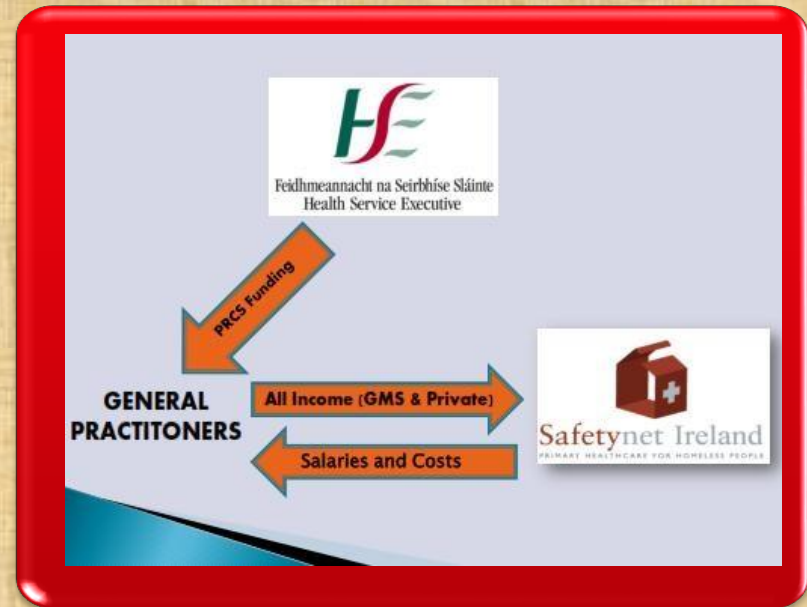 HSE
Feidhmeannacht na Seirbhíse Sláinte
Health Service Executive
PRCS Funding
GENERAL
PRACTITONERS
All Income (GMS & Private)
Salaries and Costs
Safetynet Ireland
PRIMARY HEALTHCARE FOR HOMELESS PEOPLE